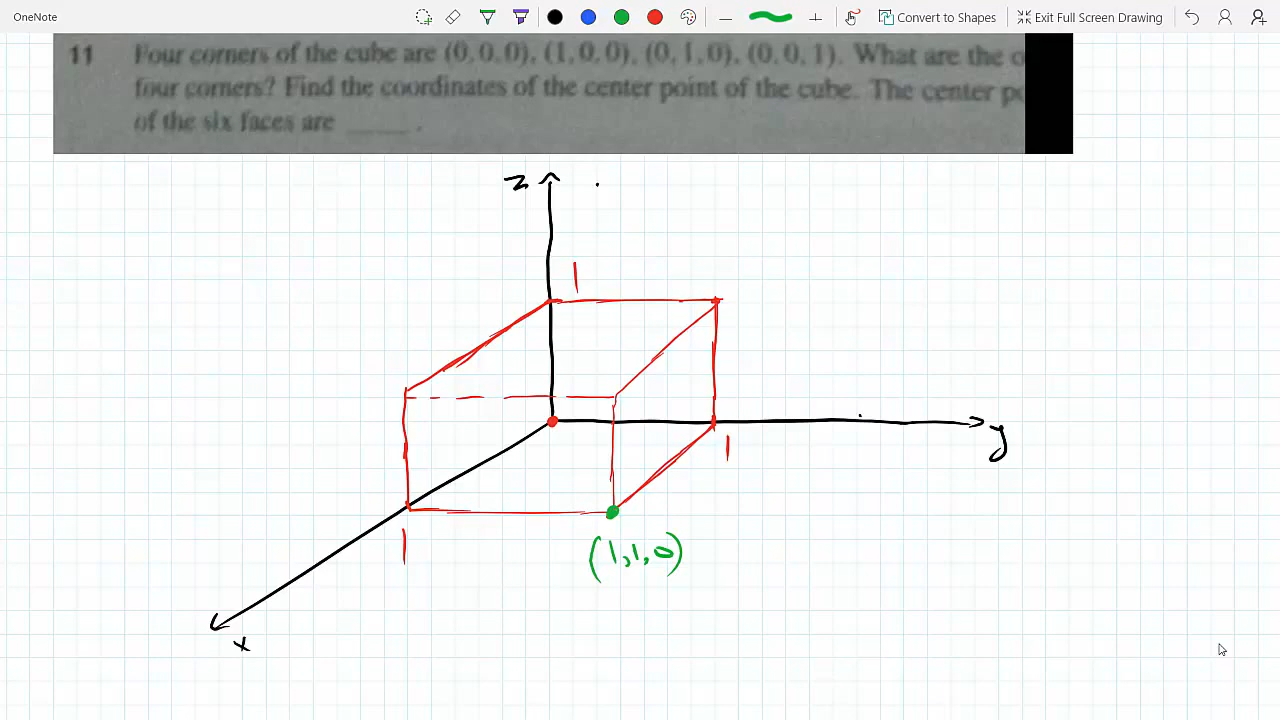 OneNote
Convert to Shapes
Exit Full Screen Drawing
11 Four corners of the cube are (0,0,0), (1,0,0), (0,1,0), (0,0,1). What are the
four corners? Find the coordinates of the center point of the cube. The center
of the six faces are _____ .
z
1
y
1
(1,1,0)
1
x